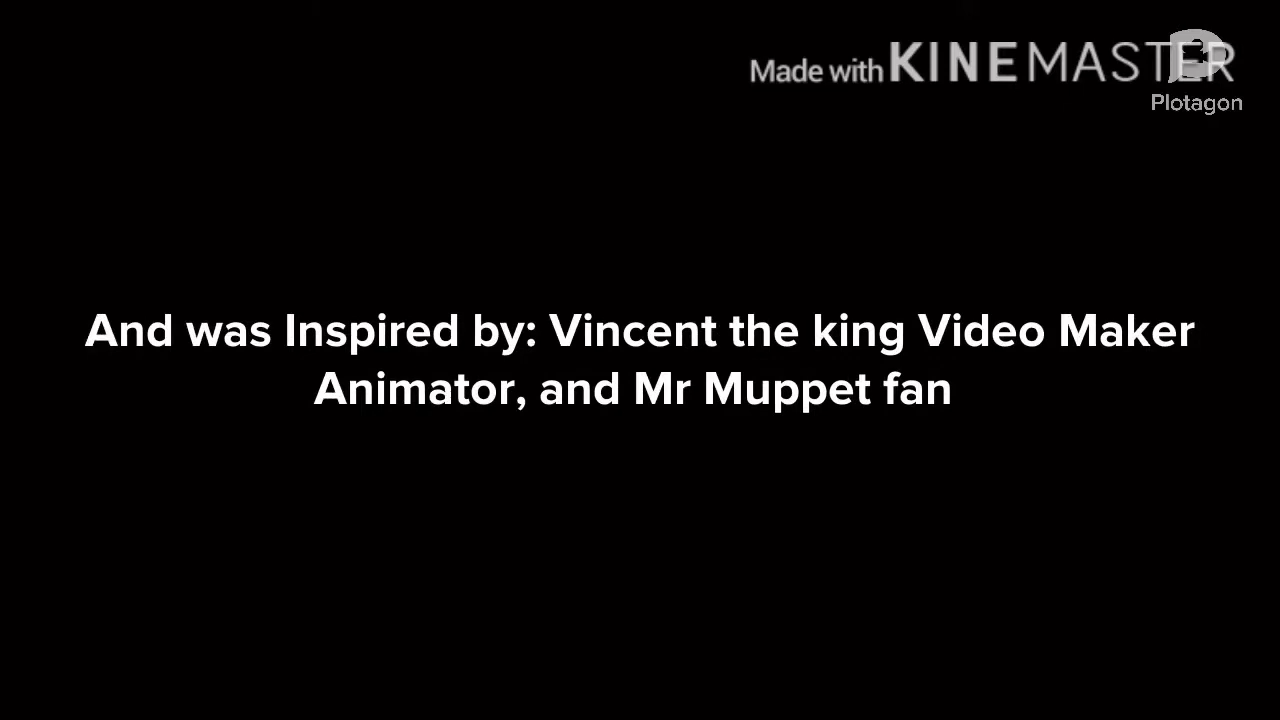 Made with KINEMASTER
Plotagon
And was Inspired by: Vincent the king Video Maker
Animator, and Mr Muppet fan